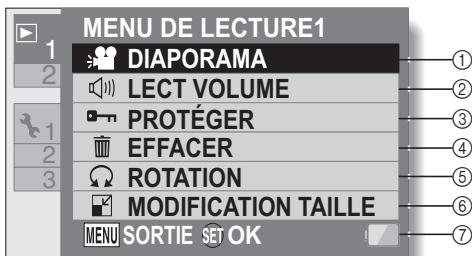 MENU DE LECTURE1
1 DIAPORAMA ①
2 LECT VOLUME ②
PROTÉGER ③
1 EFFACER ④
2 ROTATION ⑤
3 MODIFICATION TAILLE ⑥
MENU SORTIE SET OK ⑦